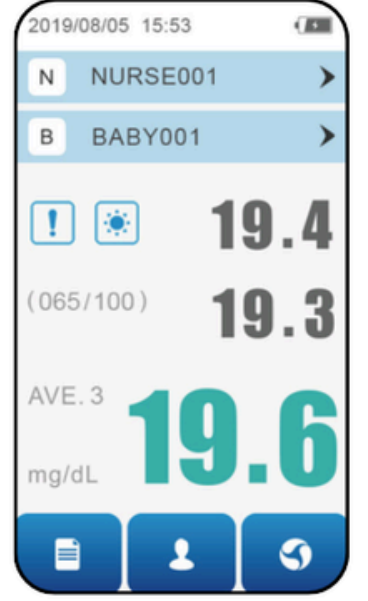 2019/08/05 15:53
N NURSE001
B BABY001
! 19.4
(065/100) 19.3
AVE. 3 19.6
mg/dL